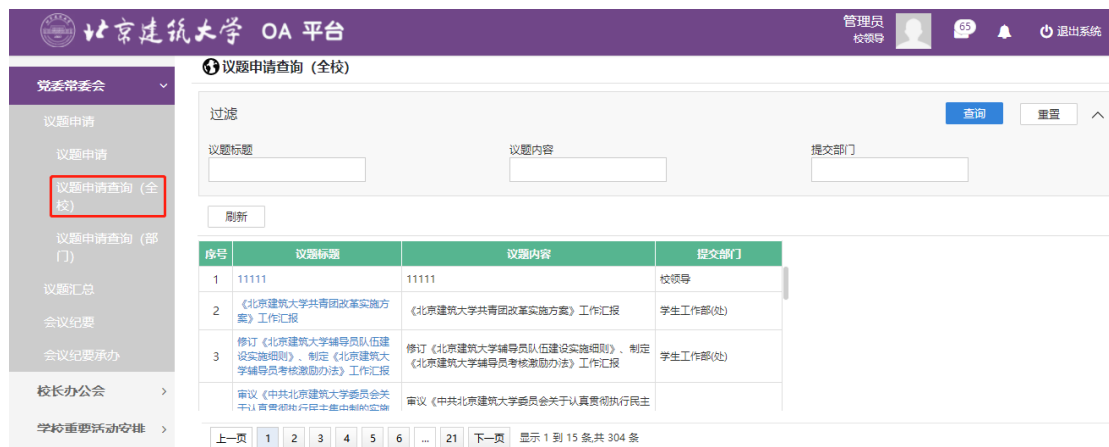 北京建筑大学 OA 平台
管理员
校领导
65
退出系统
党委常委会
议题申请
议题申请
议题申请查询（全
校）
议题申请查询（部
门）
议题汇总
会议纪要
会议纪要承办
校长办公会
学校重要活动安排
议题申请查询（全校）
过滤
查询
重置
议题标题
议题内容
提交部门
刷新
序号 议题标题 议题内容 提交部门
1 11111 11111 校领导
2 《北京建筑大学共青团改革实施方
案》工作汇报
《北京建筑大学共青团改革实施方案》工作汇报
学生工作部(处)
3 修订《北京建筑大学辅导员队伍建
设实施细则》、制定《北京建筑大
学辅导员考核激励办法》工作汇报
修订《北京建筑大学辅导员队伍建设实施细则》、制定
《北京建筑大学辅导员考核激励办法》工作汇报
学生工作部(处)
审议《中共北京建筑大学委员会关
于认真贯彻执行民主集中制的实施
审议《中共北京建筑大学委员会关于认真贯彻执行民主
上一页 1 2 3 4 5 6 ... 21 下一页 显示 1 到 15 条,共 304 条